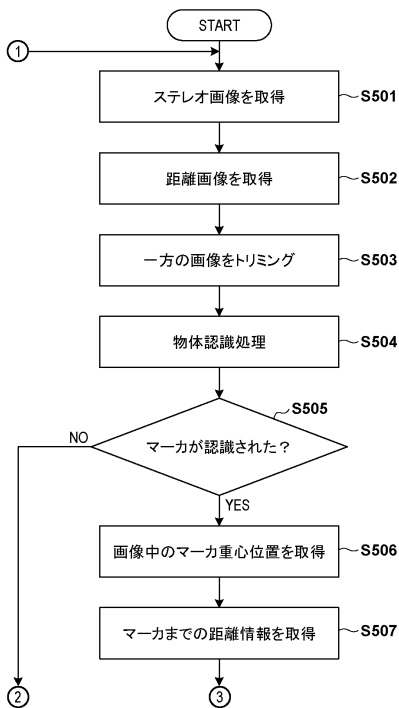 START
①
ステレオ画像を取得
S501
距離画像を取得
S502
一方の画像をトリミング
S503
物体認識処理
S504
S505
NO
マーカが認識された？
YES
画像中のマーカ重心位置を取得
S506
マーカまでの距離情報を取得
S507
②
③